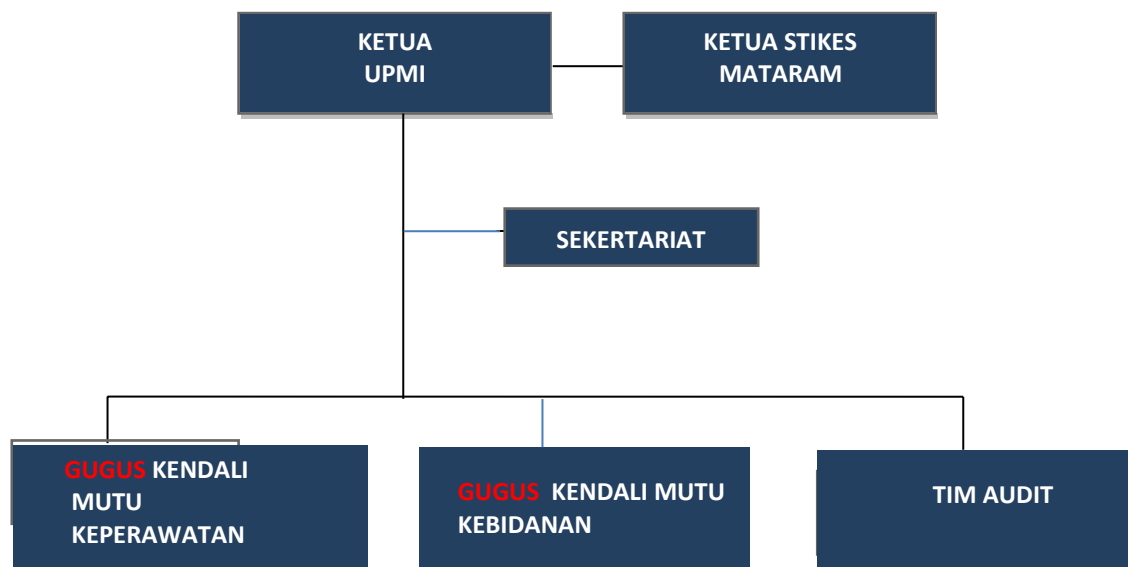 KETUA
UPMI
KETUA STIKES
MATARAM
SEKERTARIAT
GUGUS KENDALI
MUTU
KEPERAWATAN
GUGUS KENDALI MUTU
KEBIDANAN
TIM AUDIT